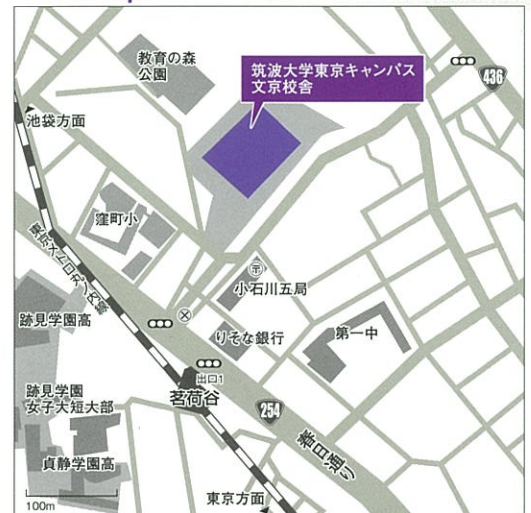 教育の森
公園
筑波大学東京キャンパス
文京校舎
436
池袋方面
窪町小
東京メトロ丸ノ内線
〒
小石川五局
跡見学園高
りそな銀行
第一中
出口1
茗荷谷
跡見学園
女子大短大部
254
春日通り
貞静学園高
東京方面
100m